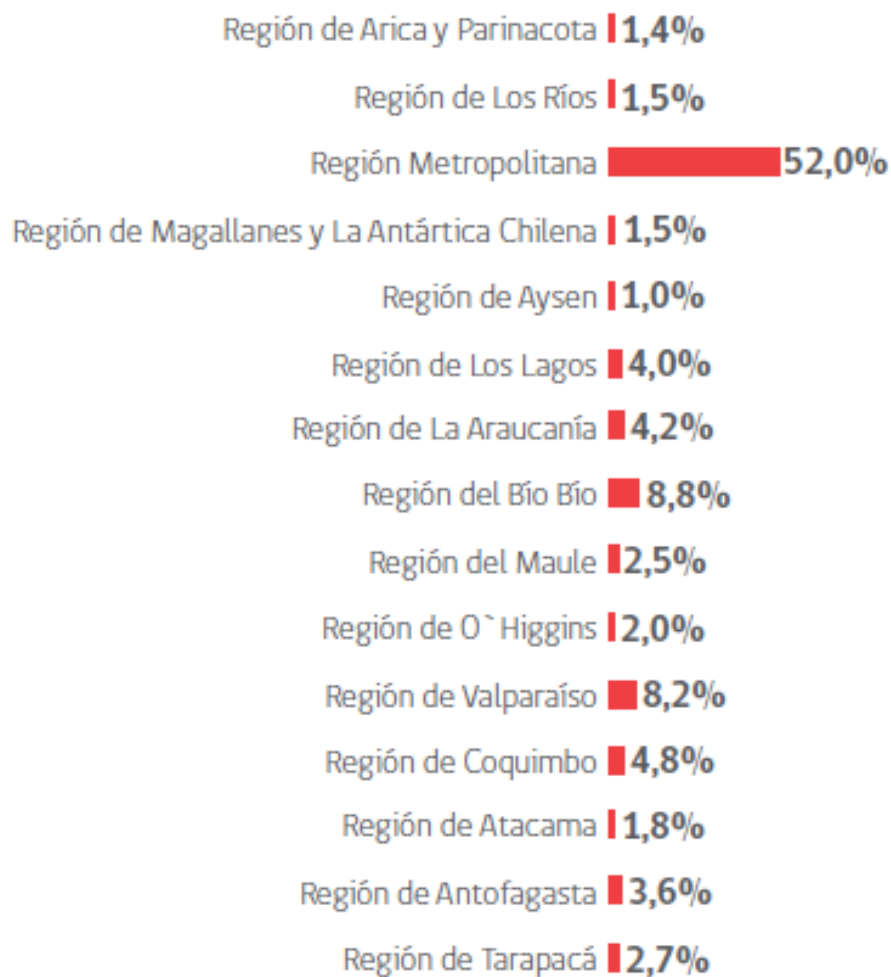 Región de Arica y Parinacota 1,4%
Región de Los Ríos 1,5%
Región Metropolitana 52,0%
Región de Magallanes y La Antártica Chilena 1,5%
Región de Aysen 1,0%
Región de Los Lagos 4,0%
Región de La Araucanía 4,2%
Región del Bío Bío 8,8%
Región del Maule 2,5%
Región de O`Higgins 2,0%
Región de Valparaíso 8,2%
Región de Coquimbo 4,8%
Región de Atacama 1,8%
Región de Antofagasta 3,6%
Región de Tarapacá 2,7%